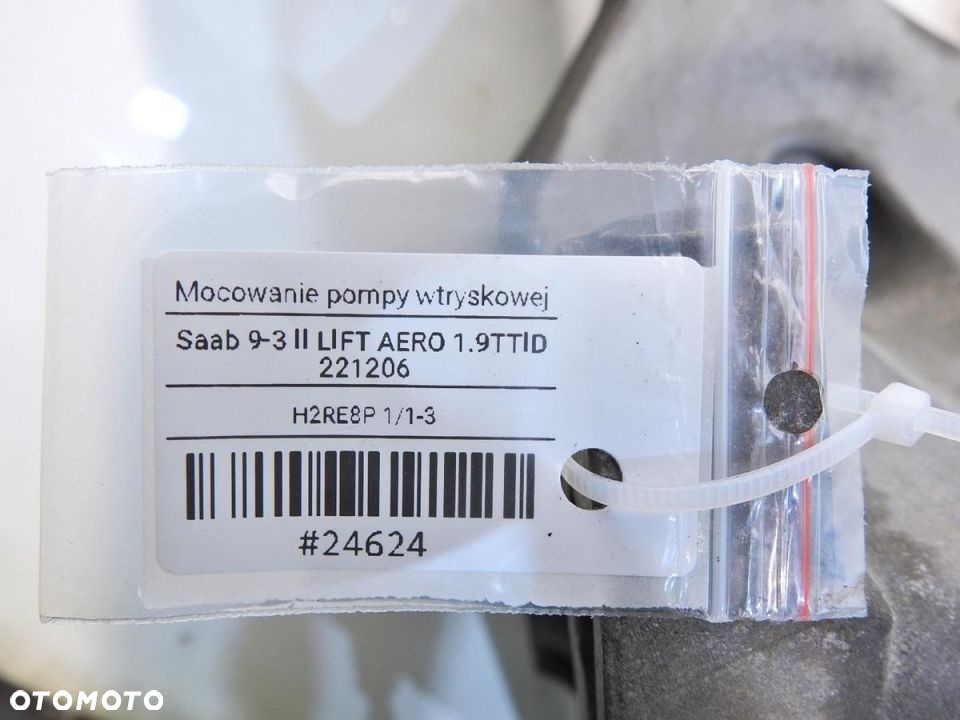 Mocowanie pompy wtryskowej
Saab 9-3 II LIFT AERO 1.9TTID
221206
H2RE8P 1/1-3
#24624
OTOMOTO